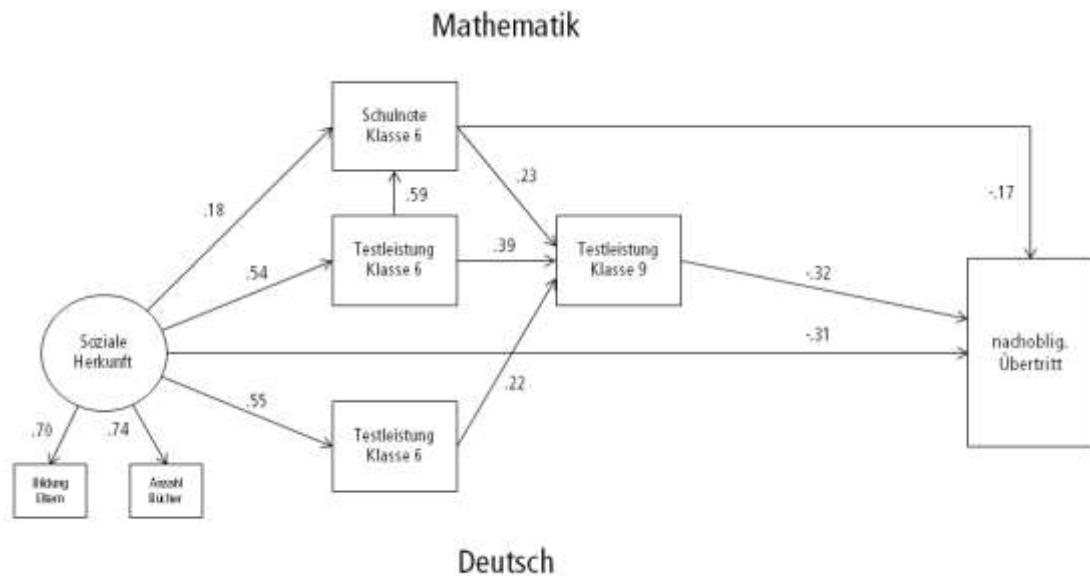 Mathematik
Schulnote
Klasse 6
.18
.59
.23
-.17
Testleistung
Klasse 6
.54
.39
Testleistung
Klasse 9
-.32
Soziale
Herkunft
-.31
nachoblig.
Übertritt
.55
.22
Testleistung
Klasse 6
.70
.74
Bildung
Eltern
Anzahl
Bücher
Deutsch